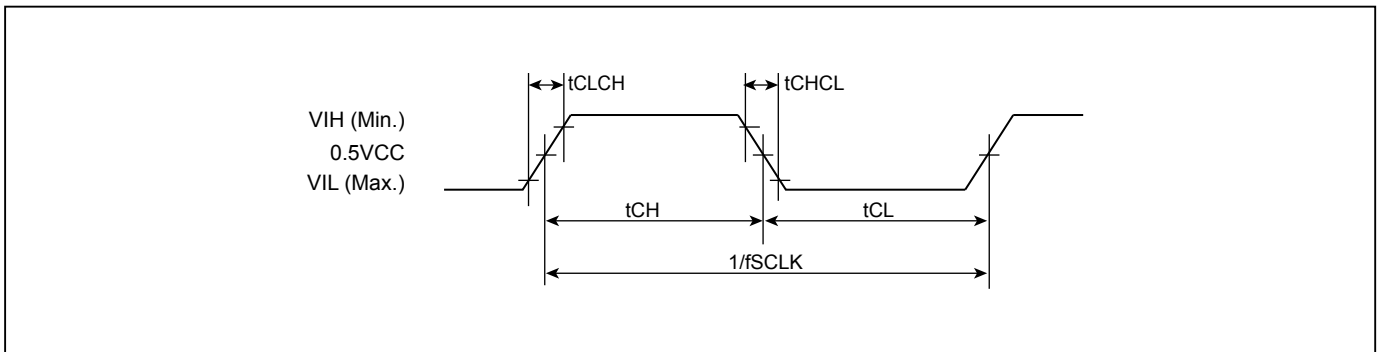 tCLCH
tCHCL
VIH (Min.)
0.5VCC
VIL (Max.)
tCH
tCL
1/fSCLK